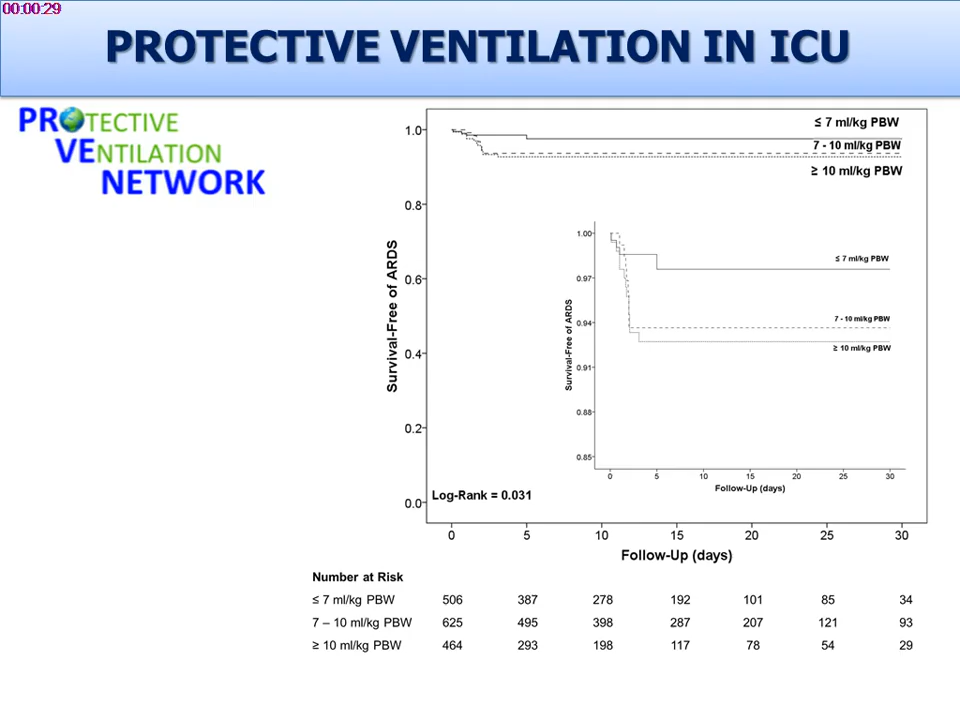 00:00:29
PROTECTIVE VENTILATION IN ICU
PROTECTIVE
VENTILATION
NETWORK
≤ 7 ml/kg PBW
7 - 10 ml/kg PBW
≥ 10 ml/kg PBW
1.0
0.8
0.6
0.4
0.2
0.0
Survival-Free of ARDS
1.00
0.97
0.94
0.91
0.88
0.85
Survival-Free of ARDS
≤ 7 ml/kg PBW
7 - 10 ml/kg PBW
≥ 10 ml/kg PBW
0 5 10 15 20 25 30
Follow-Up (days)
Log-Rank = 0.031
0 5 10 15 20 25 30
Follow-Up (days)
Number at Risk
≤ 7 ml/kg PBW 506 387 278 192 101 85 34
7 – 10 ml/kg PBW 625 495 398 287 207 121 93
≥ 10 ml/kg PBW 464 293 198 117 78 54 29